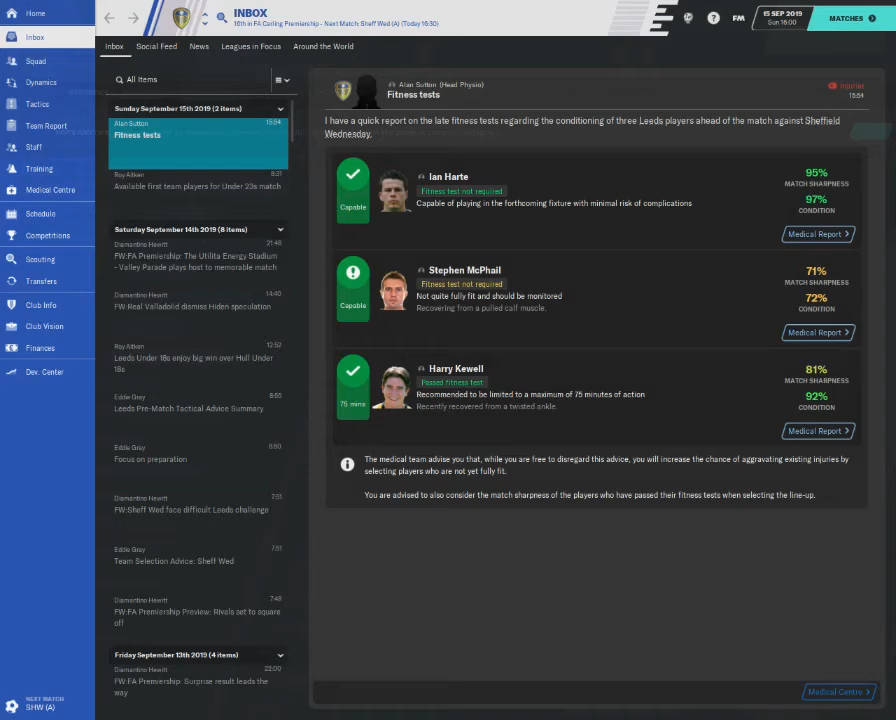 Home
Inbox
Squad
Dynamics
Tactics
Team Report
Staff
Training
Medical Centre
Schedule
Competitions
Scouting
Transfers
Club Info
Club Vision
Finances
Dev. Center
NEXT MATCH
SHW (A)
INBOX
16th in FA Carling Premiership - Next Match: Sheff Wed (A) (Today 16:30)
FM
15 SEP 2019
Sun 16:00
MATCHES
Inbox
Social Feed
News
Leagues in Focus
Around the World
All Items
Sunday September 15th 2019 (2 items)
Alan Sutton 15:54
Fitness tests
Roy Aitken 8:31
Available first team players for Under 23s match
Saturday September 14th 2019 (8 items)
Diamantino Hewitt 21:48
FW:FA Premiership: The Utilita Energy Stadium
- Valley Parade plays host to memorable match
Diamantino Hewitt 14:40
FW:Real Valladolid dismiss Hiden speculation
Roy Aitken 12:52
Leeds Under 18s enjoy big win over Hull Under
18s
Eddie Gray 8:55
Leeds Pre-Match Tactical Advice Summary
Eddie Gray 8:50
Focus on preparation
Diamantino Hewitt 7:51
FW:Sheff Wed face difficult Leeds challenge
Eddie Gray 7:51
Team Selection Advice: Sheff Wed
Diamantino Hewitt 7:48
FW:FA Premiership Preview: Rivals set to square
off
Friday September 13th 2019 (4 items)
Diamantino Hewitt 22:00
FW:FA Premiership: Surprise result leads the
way
Alan Sutton (Head Physio)
Fitness tests
Injuries
15:54
I have a quick report on the late fitness tests regarding the conditioning of three Leeds players ahead of the match against Sheffield
Wednesday.
Capable
Ian Harte
Fitness test not required
Capable of playing in the forthcoming fixture with minimal risk of complications
95%
MATCH SHARPNESS
97%
CONDITION
Medical Report
Capable
Stephen McPhail
Fitness test not required
Not quite fully fit and should be monitored
Recovering from a pulled calf muscle.
71%
MATCH SHARPNESS
72%
CONDITION
Medical Report
75 mins
Harry Kewell
Passed fitness test
Recommended to be limited to a maximum of 75 minutes of action
Recently recovered from a twisted ankle.
81%
MATCH SHARPNESS
92%
CONDITION
Medical Report
The medical team advise you that, while you are free to disregard this advice, you will increase the chance of aggravating existing injuries by
selecting players who are not yet fully fit.
You are advised to also consider the match sharpness of the players who have passed their fitness tests when selecting the line-up.
Medical Centre